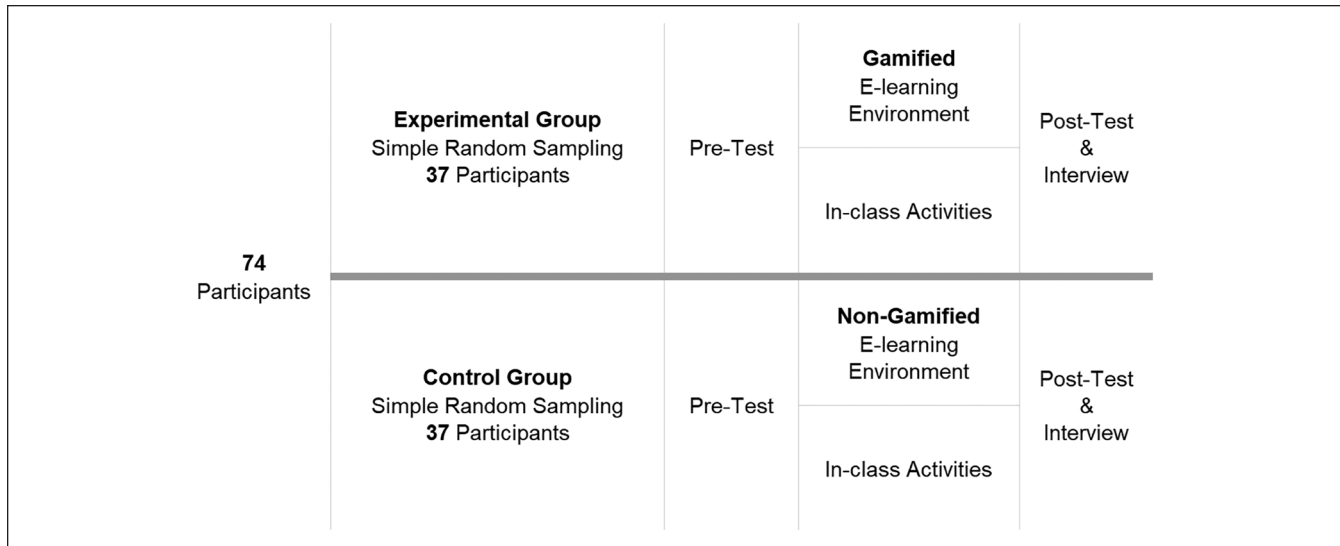 74
Participants
Experimental Group
Simple Random Sampling
37 Participants
Pre-Test
Gamified
E-learning
Environment
In-class Activities
Post-Test
&
Interview
Control Group
Simple Random Sampling
37 Participants
Pre-Test
Non-Gamified
E-learning
Environment
In-class Activities
Post-Test
&
Interview